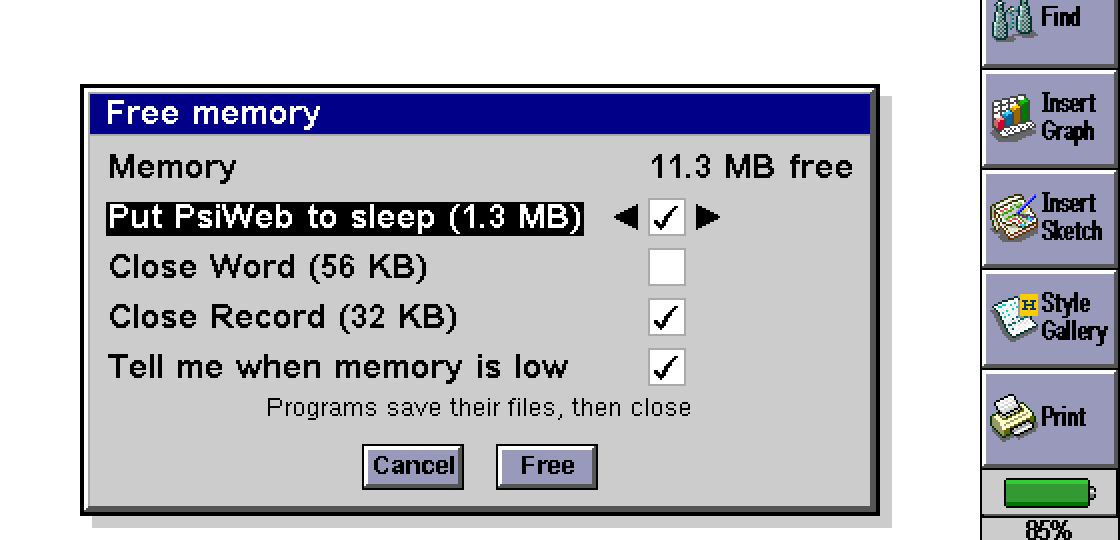 Free memory
Memory 11.3 MB free
Put PsiWeb to sleep (1.3 MB)
Close Word (56 KB)
Close Record (32 KB)
Tell me when memory is low
Programs save their files, then close
Cancel Free
Find
Insert
Graph
Insert
Sketch
H
Style
Gallery
Print
85%